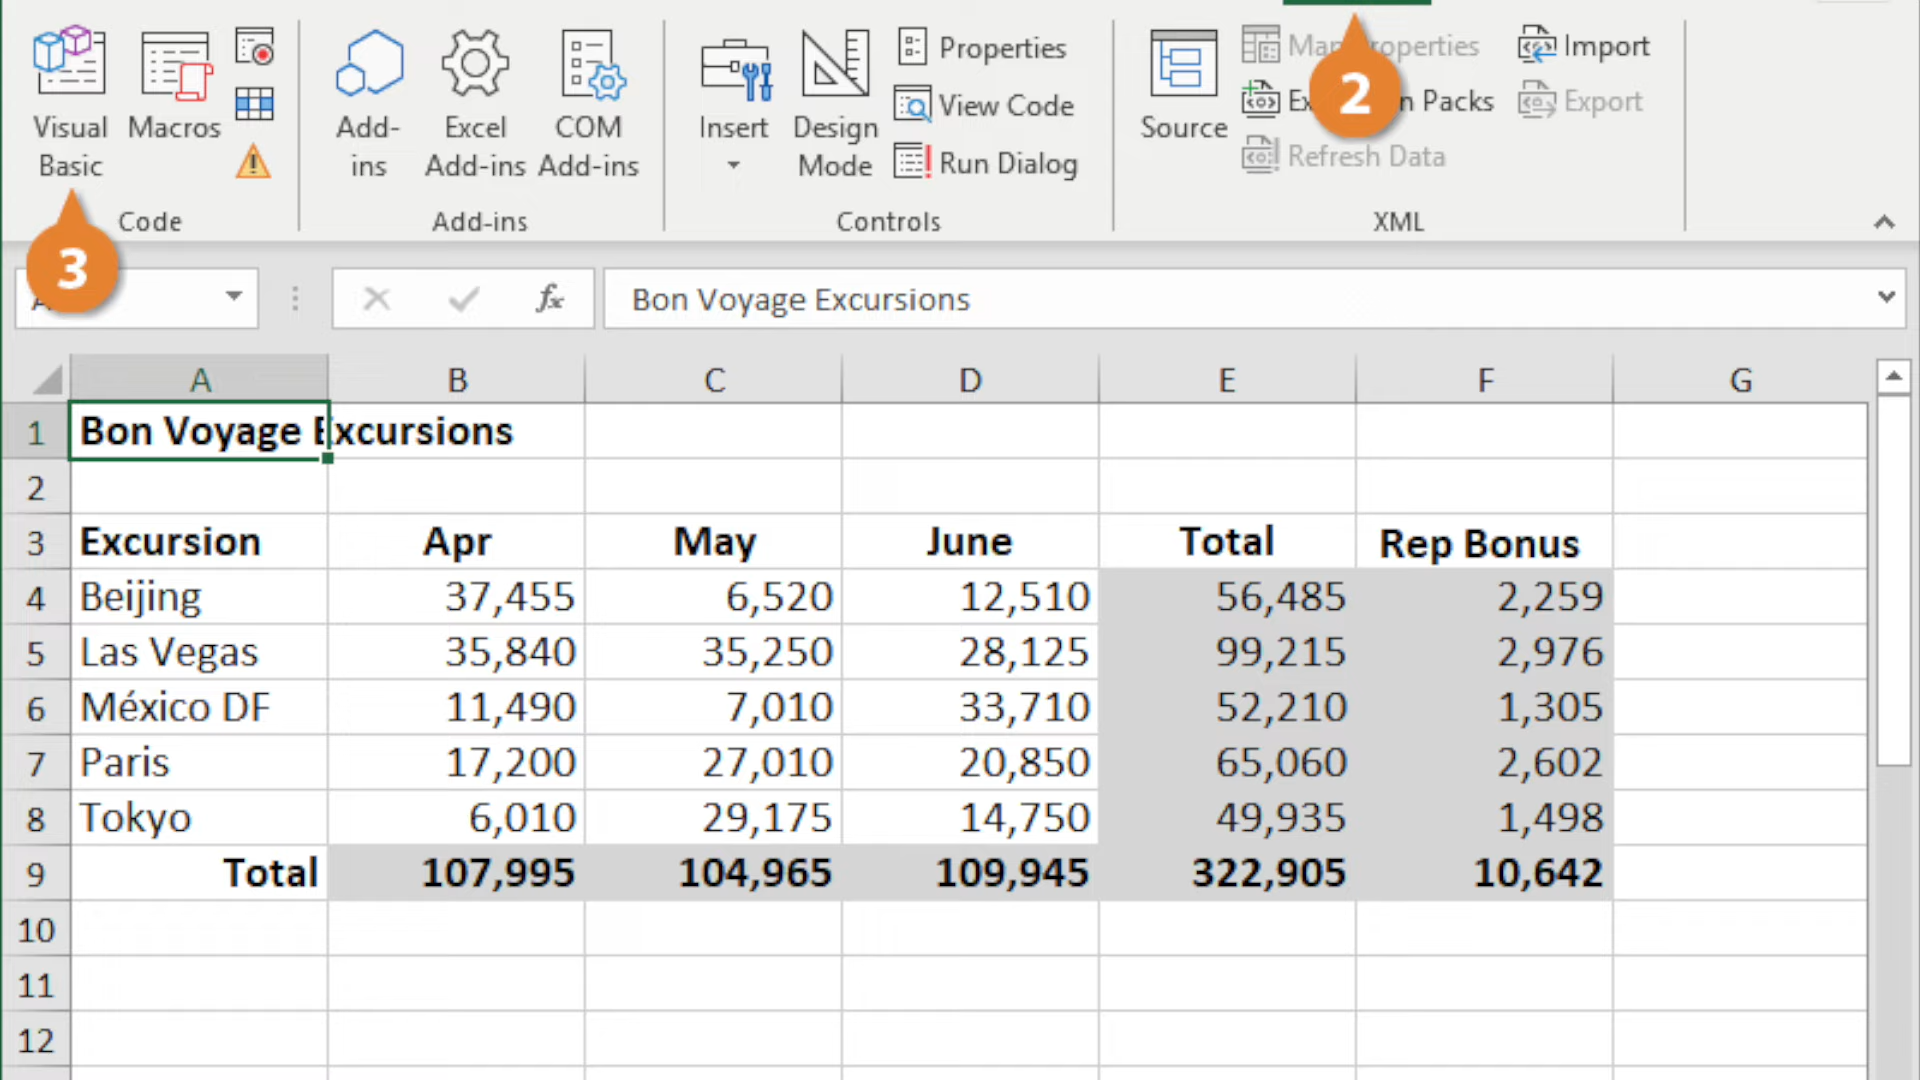 Visual Basic
Macros
Add-ins
Excel Add-ins
COM Add-ins
Insert
Design Mode
Properties
View Code
Run Dialog
Source
Refresh Data
Packs
Import
Export
2
Code
Add-ins
Controls
XML
3
fx
Bon Voyage Excursions
A B C D E F G
1 Bon Voyage Excursions
2
3 Excursion Apr May June Total Rep Bonus
4 Beijing 37,455 6,520 12,510 56,485 2,259
5 Las Vegas 35,840 35,250 28,125 99,215 2,976
6 México DF 11,490 7,010 33,710 52,210 1,305
7 Paris 17,200 27,010 20,850 65,060 2,602
8 Tokyo 6,010 29,175 14,750 49,935 1,498
9 Total 107,995 104,965 109,945 322,905 10,642
10
11
12